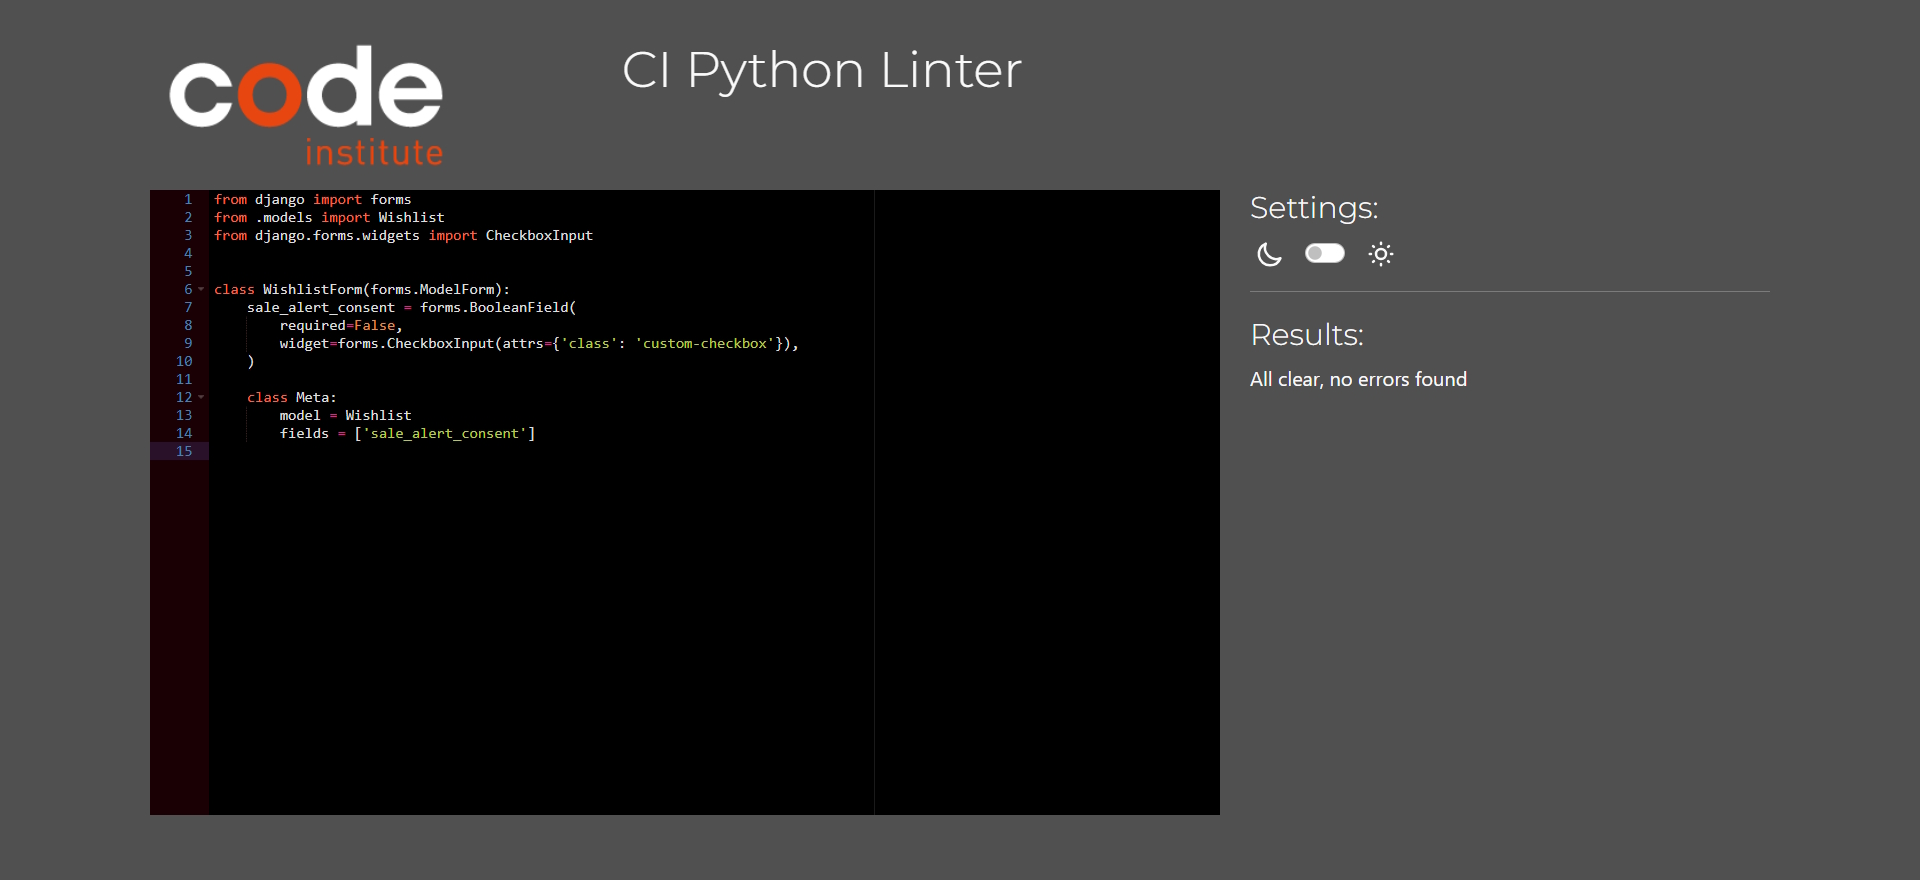 code
institute
CI Python Linter
1 from django import forms
2 from .models import Wishlist
3 from django.forms.widgets import CheckboxInput
4
5
6 class WishlistForm(forms.ModelForm):
7     sale_alert_consent = forms.BooleanField(
8         required=False,
9         widget=forms.CheckboxInput(attrs={'class': 'custom-checkbox'}),
10     )
11
12     class Meta:
13         model = Wishlist
14         fields = ['sale_alert_consent']
15
Settings:
Results:
All clear, no errors found